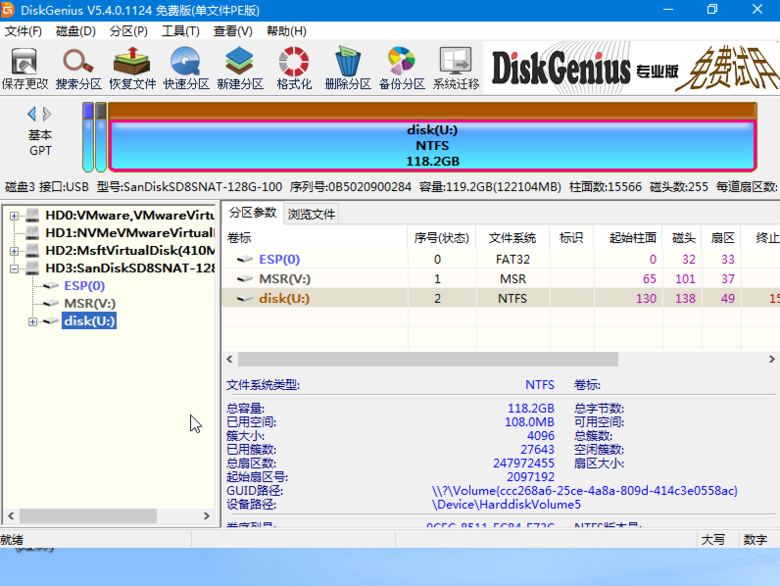 DiskGenius V5.4.0.1124 免费版(单文件PE版)
文件(F) 磁盘(D) 分区(P) 工具(T) 查看(V) 帮助(H)
保存更改 搜索分区 恢复文件 快速分区 新建分区 格式化 删除分区 备份分区 系统迁移
DiskGenius 专业版 免费试用
基本
GPT
disk(U:)
NTFS
118.2GB
磁盘3 接口:USB 型号:SanDiskSD8SNAT-128G-100 序列号:0B5020900284 容量:119.2GB(122104MB) 柱面数:15566 磁头数:255 每道扇区数:
HD0:VMware,VMwareVirtu
HD1:NVMeVMwareVirtual
HD2:MsftVirtualDisk(410M
HD3:SanDiskSD8SNAT-128
ESP(0)
MSR(V:)
disk(U:)
分区参数 浏览文件
卷标 序号(状态) 文件系统 标识 起始柱面 磁头 扇区 终止
ESP(0) 0 FAT32 0 32 33
MSR(V:) 1 MSR 65 101 37
disk(U:) 2 NTFS 130 138 49 15
文件系统类型: NTFS 卷标:
总容量: 118.2GB 总字节数:
已用空间: 108.0MB 可用空间:
簇大小: 4096 总簇数:
已用簇数: 27643 空闲簇数:
总扇区数: 247972455 扇区大小:
起始扇区号: 2097192
GUID路径: \\?\Volume{ccc268a6-25ce-4a8a-809d-414c3e0558ac}
设备路径: \Device\HarddiskVolume5
就绪 大写 数字